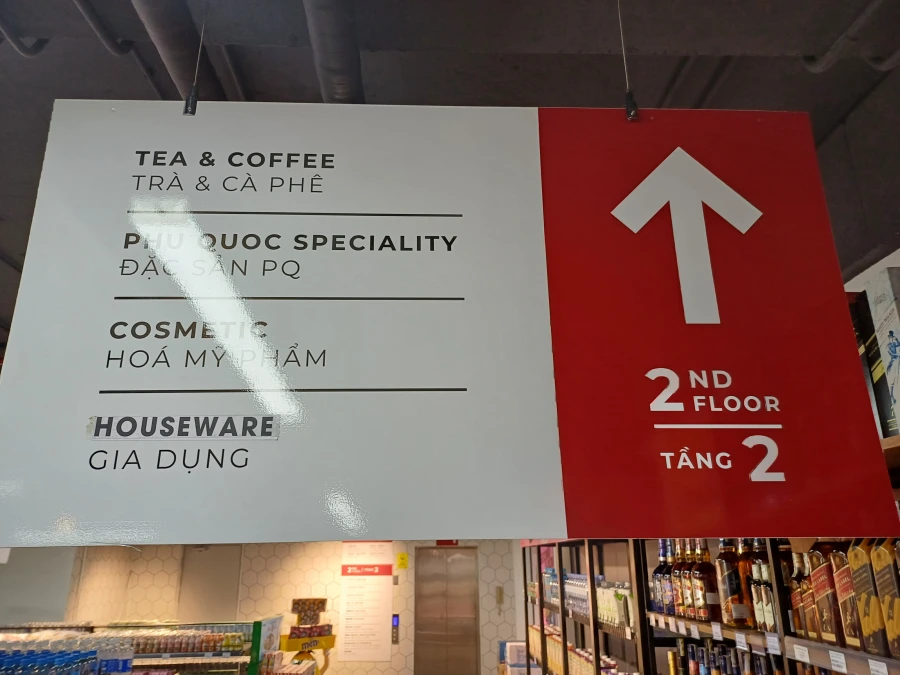 TEA & COFFEE
TRÀ & CÀ PHÊ
PHU QUOC SPECIALITY
ĐẶC SẢN PQ
COSMETIC
HOÁ MỸ PHẨM
HOUSEWARE
GIA DỤNG
2ND FLOOR
TẦNG 2